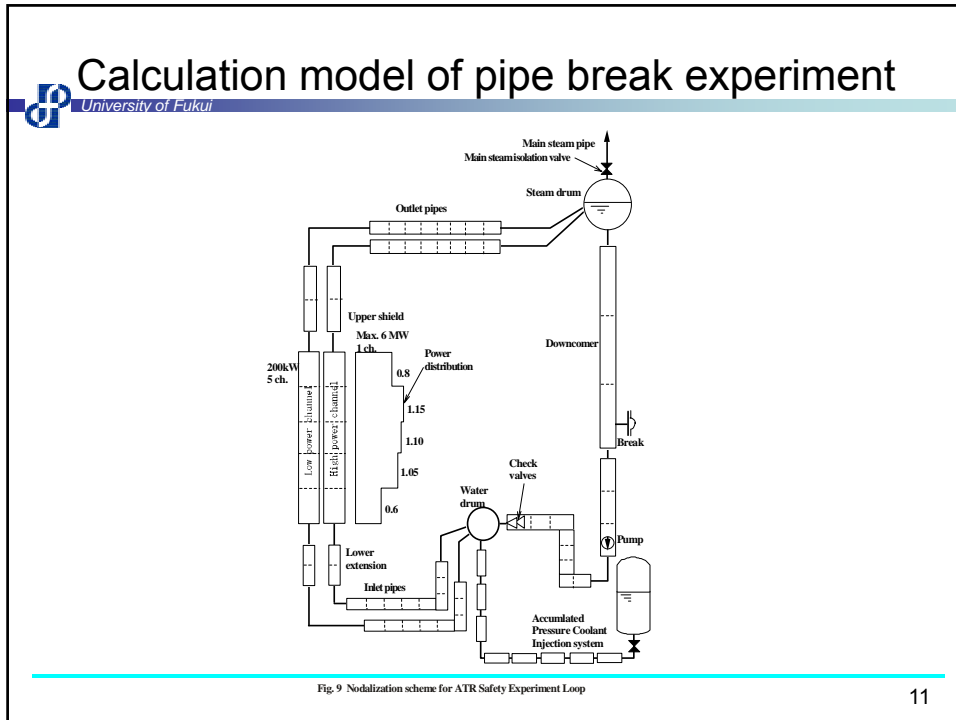 Calculation model of pipe break experiment
University of Fukui
Main steam pipe
Main steam isolation valve
Steam drum
Outlet pipes
Upper shield
Max. 6 MW
1 ch.
Power
distribution
200kW
5 ch.
0.8
1.15
1.10
1.05
0.6
Low power channel
High power channel
Downcomer
Break
Check
valves
Water
drum
Pump
Lower
extension
Inlet pipes
Accumlated
Pressure Coolant
Injection system
Fig. 9 Nodalization scheme for ATR Safety Experiment Loop
11